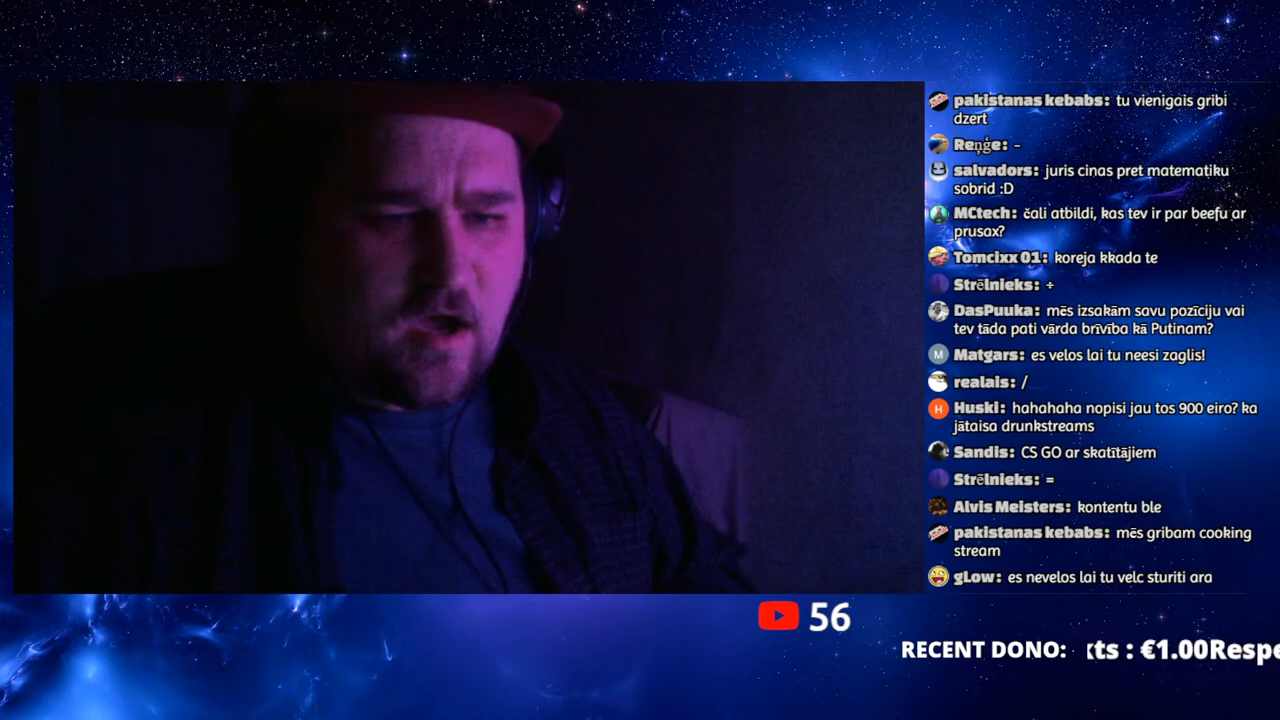 pakistanas kebabs: tu vienigais gribi
dzert
Reņģe: -
salvadors: juris cinas pret matematiku
sobrid :D
MCtech: čali atbildi, kas tev ir par beefu ar
prusax?
Tomcixx 01: koreja kkada te
Strēlnieks: +
DasPuuka: mēs izsakām savu pozīciju vai
tev tāda pati vārda brīvība kā Putinam?
M
Matgars: es velos lai tu neesi zaglis!
realais: /
H
Huski: hahahaha nopisi jau tos 900 eiro? ka
jātaisa drunkstreams
Sandis: CS GO ar skatītājiem
Strēlnieks: =
Alvis Meisters: kontentu ble
pakistanas kebabs: mēs gribam cooking
stream
gLow: es nevelos lai tu velc sturiti ara
56
RECENT DONO: ts : €1.00Respe